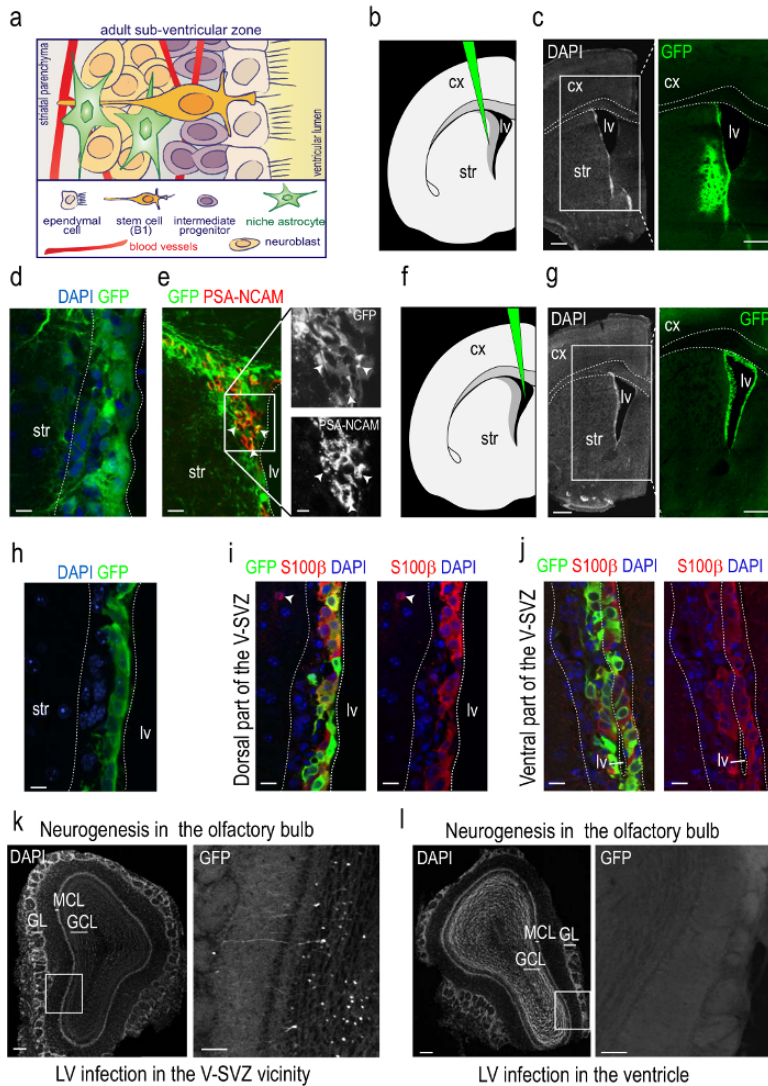 a
adult sub-ventricular zone
striatal parenchyma
ventricular lumen
ependymal cell
stem cell (B1)
intermediate progenitor
niche astrocyte
blood vessels
neuroblast
b
cx
lv
str
c
DAPI
cx
lv
str
GFP
cx
lv
str
d
DAPI GFP
str
e
GFP PSA-NCAM
str
lv
GFP
PSA-NCAM
f
cx
lv
str
g
DAPI
cx
lv
str
GFP
lv
h
DAPI GFP
str
lv
i
Dorsal part of the V-SVZ
GFP S100β DAPI
S100β DAPI
lv
j
Ventral part of the V-SVZ
GFP S100β DAPI
lv
S100β DAPI
lv
k
Neurogenesis in the olfactory bulb
DAPI
MCL
GL
GCL
GFP
LV infection in the V-SVZ vicinity
l
Neurogenesis in the olfactory bulb
DAPI
MCL
GL
GCL
GFP
LV infection in the ventricle